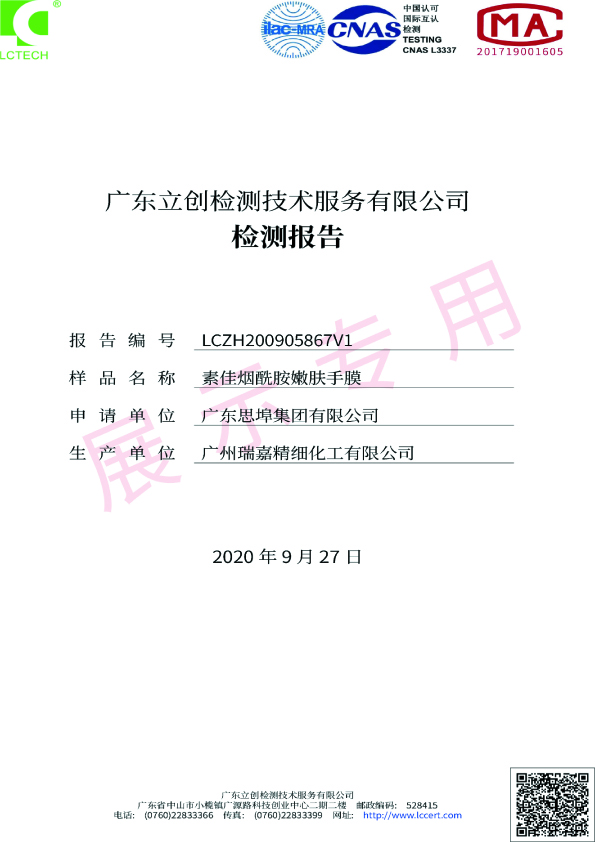 LCTECH
®
ilac-MRA
CNAS
中国认可
国际互认
检测
TESTING
CNAS L3337
MA
201719001605
广东立创检测技术服务有限公司
检测报告
报告编号 LCZH200905867V1
样品名称 素佳烟酰胺嫩肤手膜
申请单位 广东思埠集团有限公司
生产单位 广州瑞嘉精细化工有限公司
展示专用
2020 年 9 月 27 日
广东立创检测技术服务有限公司
广东省中山市小榄镇广源路科技创业中心二期二楼 邮政编码: 528415
电话: (0760)22833366 传真: (0760)22833399 网址: http://www.lccert.com